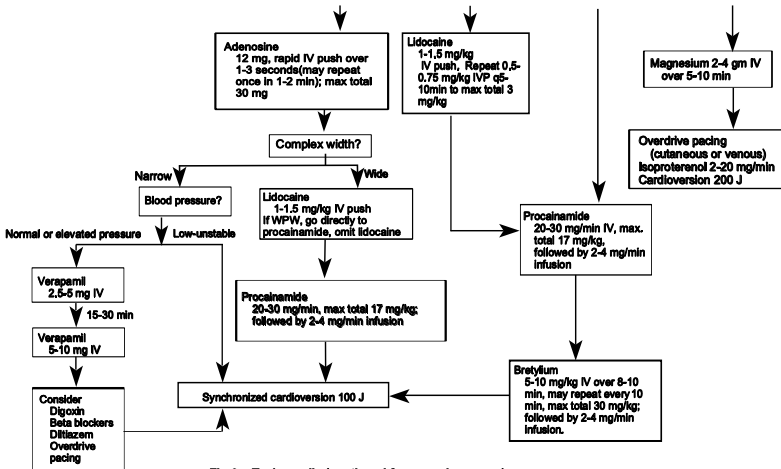 Adenosine
12 mg, rapid IV push over
1-3 seconds(may repeat
once in 1-2 min); max total
30 mg
Lidocaine
1-1,5 mg/kg
IV push, Repeat 0,5-
0.75 mg/kg IVP q5-
10min to max total 3
mg/kg
Magnesium 2-4 gm IV
over 5-10 min
Complex width?
Overdrive pacing
(cutaneous or venous)
Isoproterenol 2-20 mg/min
Cardioversion 200 J
Narrow
Wide
Blood pressure?
Lidocaine
1-1.5 mg/kg IV push
If WPW, go directly to
procainamide, omit lidocaine
Procainamide
20-30 mg/min IV, max.
total 17 mg/kg,
followed by 2-4 mg/min
infusion
Normal or elevated pressure
Low-unstable
Verapamil
2,5-5 mg IV
15-30 min
Procainamide
20-30 mg/min, max total 17 mg/kg;
followed by 2-4 mg/min infusion
Verapamil
5-10 mg IV
Bretylium
5-10 mg/kg IV over 8-10
min, may repeat every 10
min, max total 30 mg/kg;
followed by 2-4 mg/min
infusion.
Synchronized cardioversion 100 J
Consider
Digoxin
Beta blockers
Diltiazem
Overdrive
pacing